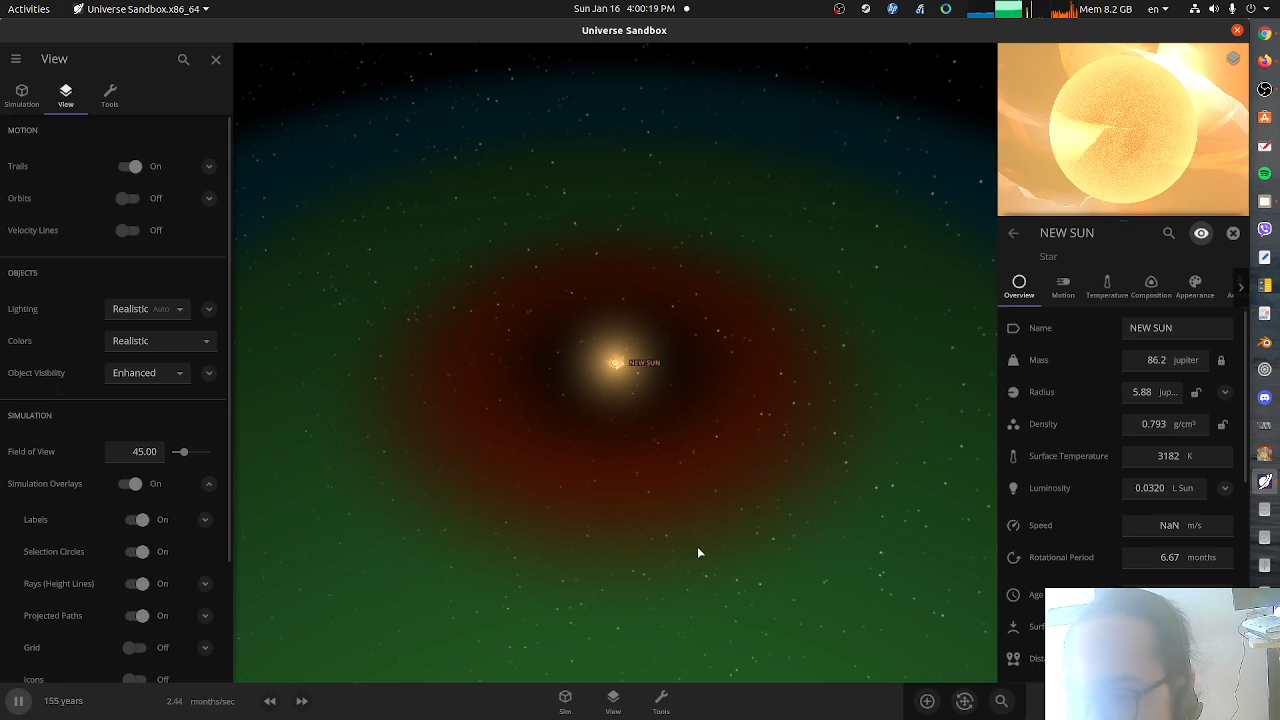 Activities Universe Sandbox.x86_64 Sun Jan 16 4:00:19 PM Mem 8.2 GB en
Universe Sandbox
View
Simulation View Tools
MOTION
Trails On
Orbits Off
Velocity Lines Off
OBJECTS
Lighting Realistic Auto
Colors Realistic
Object Visibility Enhanced
SIMULATION
Field of View 45.00
Simulation Overlays On
Labels On
Selection Circles On
Rays (Height Lines) On
Projected Paths On
Grid Off
Icons Off
NEW SUN
NEW SUN
Star
Overview Motion Temperature Composition Appearance
Name NEW SUN
Mass 86.2 jupiter
Radius 5.88 jup...
Density 0.793 g/cm³
Surface Temperature 3182 K
Luminosity 0.0320 L Sun
Speed NaN m/s
Rotational Period 6.67 months
Age
Surf
Dist
155 years 2.44 months/sec
Sim View Tools